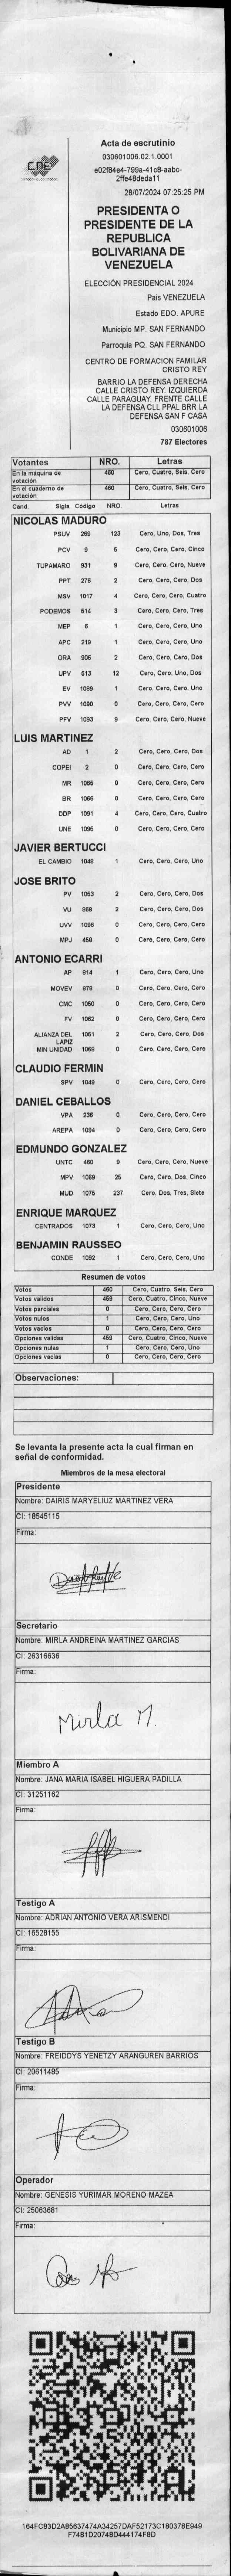 CNE
Acta de escrutinio
030601006.02.1.0001
e02f84e4-799a-41c8-aabc-
2ffe48deda11
28/07/2024 07:25:25 PM
PRESIDENTA O
PRESIDENTE DE LA
REPUBLICA
BOLIVARIANA DE
VENEZUELA
ELECCIÓN PRESIDENCIAL 2024
País VENEZUELA
Estado EDO. APURE
Municipio MP. SAN FERNANDO
Parroquia PQ. SAN FERNANDO
CENTRO DE FORMACION FAMILAR
CRISTO REY
BARRIO LA DEFENSA DERECHA
CALLE CRISTO REY. IZQUIERDA
CALLE PARAGUAY. FRENTE CALLE
LA DEFENSA CLL PPAL BRR LA
DEFENSA SAN F CASA
030601006
787 Electores
Votantes NRO. Letras
En la máquina de votación 460 Cero, Cuatro, Seis, Cero
En el cuaderno de votación 460 Cero, Cuatro, Seis, Cero
Cand. Sigla Código NRO. Letras
NICOLAS MADURO
PSUV 269 123 Cero, Uno, Dos, Tres
PCV 9 5 Cero, Cero, Cero, Cinco
TUPAMARO 931 9 Cero, Cero, Cero, Nueve
PPT 276 2 Cero, Cero, Cero, Dos
MSV 1017 4 Cero, Cero, Cero, Cuatro
PODEMOS 514 3 Cero, Cero, Cero, Tres
MEP 6 1 Cero, Cero, Cero, Uno
APC 219 1 Cero, Cero, Cero, Uno
ORA 906 2 Cero, Cero, Cero, Dos
UPV 513 12 Cero, Cero, Uno, Dos
EV 1089 1 Cero, Cero, Cero, Uno
PVV 1090 0 Cero, Cero, Cero, Cero
PFV 1093 9 Cero, Cero, Cero, Nueve
LUIS MARTINEZ
AD 1 2 Cero, Cero, Cero, Dos
COPEI 2 0 Cero, Cero, Cero, Cero
MR 1065 0 Cero, Cero, Cero, Cero
BR 1066 0 Cero, Cero, Cero, Cero
DDP 1091 4 Cero, Cero, Cero, Cuatro
UNE 1095 0 Cero, Cero, Cero, Cero
JAVIER BERTUCCI
EL CAMBIO 1048 1 Cero, Cero, Cero, Uno
JOSE BRITO
PV 1053 2 Cero, Cero, Cero, Dos
VU 868 2 Cero, Cero, Cero, Dos
UVV 1096 0 Cero, Cero, Cero, Cero
MPJ 458 0 Cero, Cero, Cero, Cero
ANTONIO ECARRI
AP 814 1 Cero, Cero, Cero, Uno
MOVEV 878 0 Cero, Cero, Cero, Cero
CMC 1050 0 Cero, Cero, Cero, Cero
FV 1062 0 Cero, Cero, Cero, Cero
ALIANZA DEL LAPIZ 1051 2 Cero, Cero, Cero, Dos
MIN UNIDAD 1069 0 Cero, Cero, Cero, Cero
CLAUDIO FERMIN
SPV 1049 0 Cero, Cero, Cero, Cero
DANIEL CEBALLOS
VPA 236 0 Cero, Cero, Cero, Cero
AREPA 1094 0 Cero, Cero, Cero, Cero
EDMUNDO GONZALEZ
UNTC 460 9 Cero, Cero, Cero, Nueve
MPV 1069 25 Cero, Cero, Dos, Cinco
MUD 1075 237 Cero, Dos, Tres, Siete
ENRIQUE MARQUEZ
CENTRADOS 1073 1 Cero, Cero, Cero, Uno
BENJAMIN RAUSSEO
CONDE 1092 1 Cero, Cero, Cero, Uno
Resumen de votos
Votos 460 Cero, Cuatro, Seis, Cero
Votos validos 459 Cero, Cuatro, Cinco, Nueve
Votos parciales 0 Cero, Cero, Cero, Cero
Votos nulos 1 Cero, Cero, Cero, Uno
Votos vacíos 0 Cero, Cero, Cero, Cero
Opciones validas 459 Cero, Cuatro, Cinco, Nueve
Opciones nulas 1 Cero, Cero, Cero, Uno
Opciones vacías 0 Cero, Cero, Cero, Cero
Observaciones:
Se levanta la presente acta la cual firman en
señal de conformidad.
Miembros de la mesa electoral
Presidente
Nombre: DAIRIS MARYELIUZ MARTINEZ VERA
CI: 18545115
Firma:
Secretario
Nombre: MIRLA ANDREINA MARTINEZ GARCIAS
CI: 26316636
Firma:
Mirla M.
Miembro A
Nombre: JANA MARIA ISABEL HIGUERA PADILLA
CI: 31251162
Firma:
Testigo A
Nombre: ADRIAN ANTONIO VERA ARISMENDI
CI: 16528155
Firma:
Testigo B
Nombre: FREIDDYS YENETZY ARANGUREN BARRIOS
CI: 20611485
Firma:
Operador
Nombre: GENESIS YURIMAR MORENO MAZEA
CI: 25063681
Firma:
164FC83D2A85637474A34257DAF52173C180378E949
F7481D20748D444174F8D